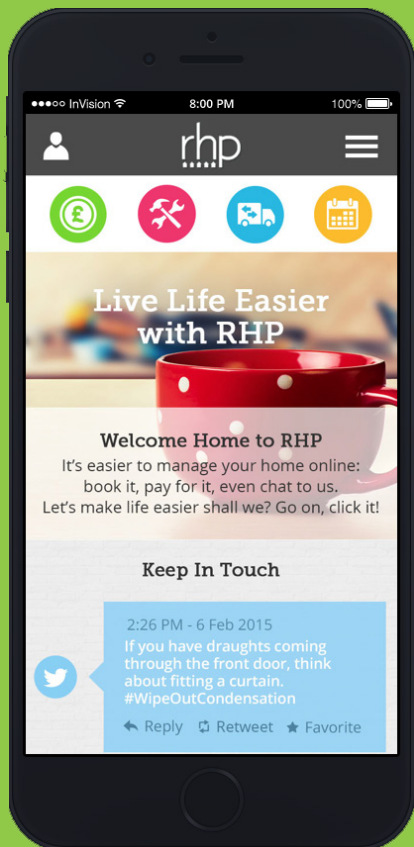 InVision 8:00 PM 100%
rhp
£
Live Life Easier
with RHP
Welcome Home to RHP
It's easier to manage your home online:
book it, pay for it, even chat to us.
Let's make life easier shall we? Go on, click it!
Keep In Touch
2:26 PM - 6 Feb 2015
If you have draughts coming
through the front door, think
about fitting a curtain.
#WipeOutCondensation
Reply Retweet Favorite